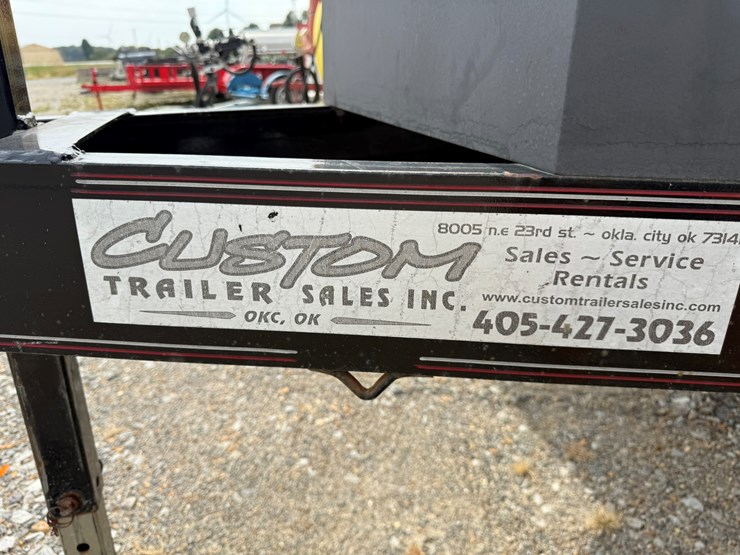 CUSTOM
TRAILER SALES INC.
OKC, OK
8005 n.e 23rd st. ~ okla. city ok 73141
Sales ~ Service
Rentals
www.customtrailersalesinc.com
405-427-3036